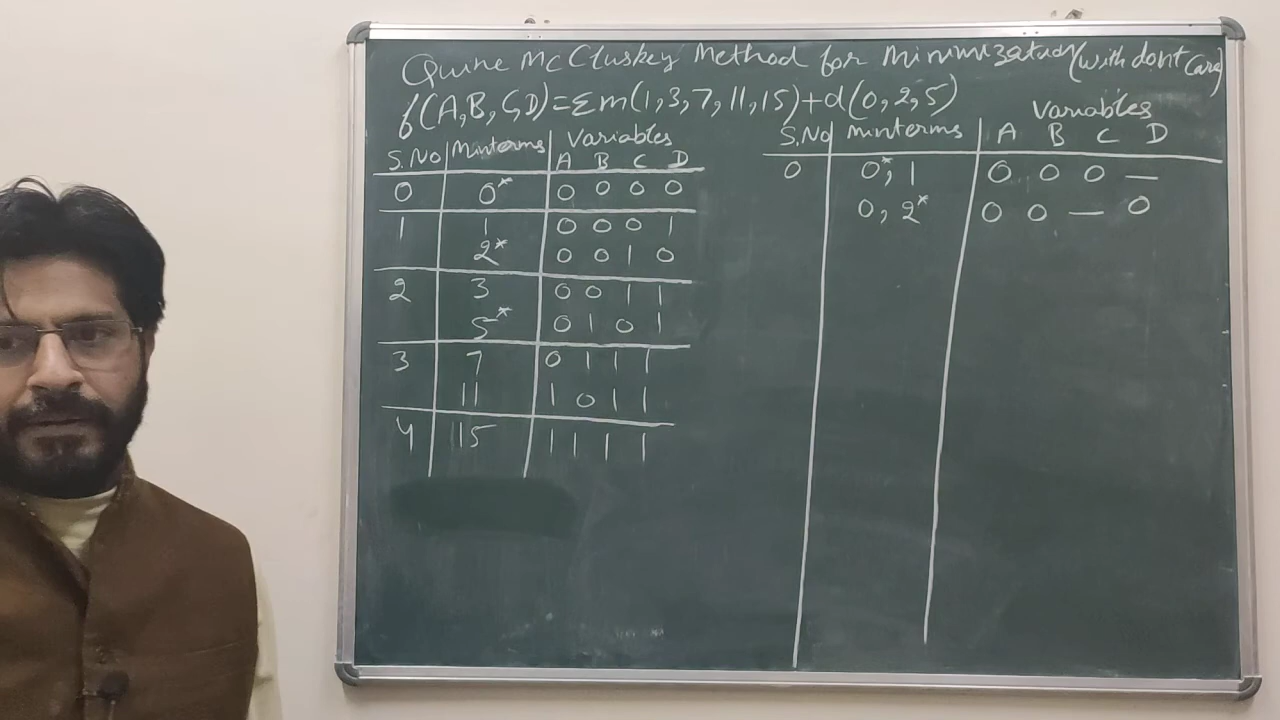 Quine McCluskey Method for Minimization (with dont care)
f(A,B,C,D)=Σm(1,3,7,11,15)+d(0,2,5)
S.No Minterms Variables
A B C D
0 0* 0 0 0 0
1 1 0 0 0 1
2* 0 0 1 0
2 3 0 0 1 1
5* 0 1 0 1
3 7 0 1 1 1
11 1 0 1 1
4 15 1 1 1 1
Variables
S.No Minterms A B C D
0 0*, 1 0 0 0 —
0, 2* 0 0 — 0